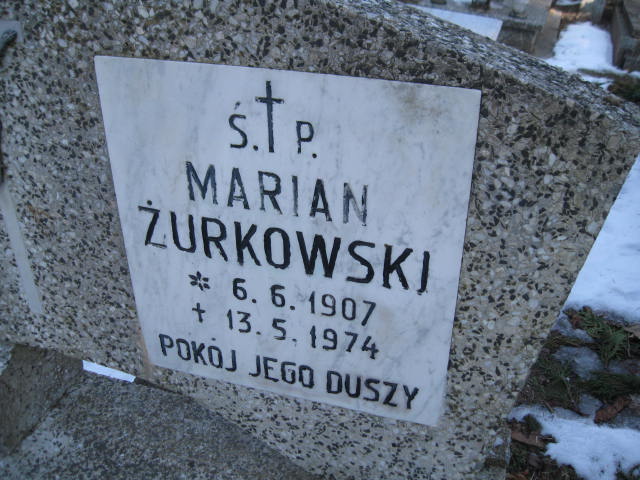 Ś. P.
MARIAN
ŻURKOWSKI
* 6. 6. 1907
✝ 13. 5. 1974
POKÓJ JEGO DUSZY